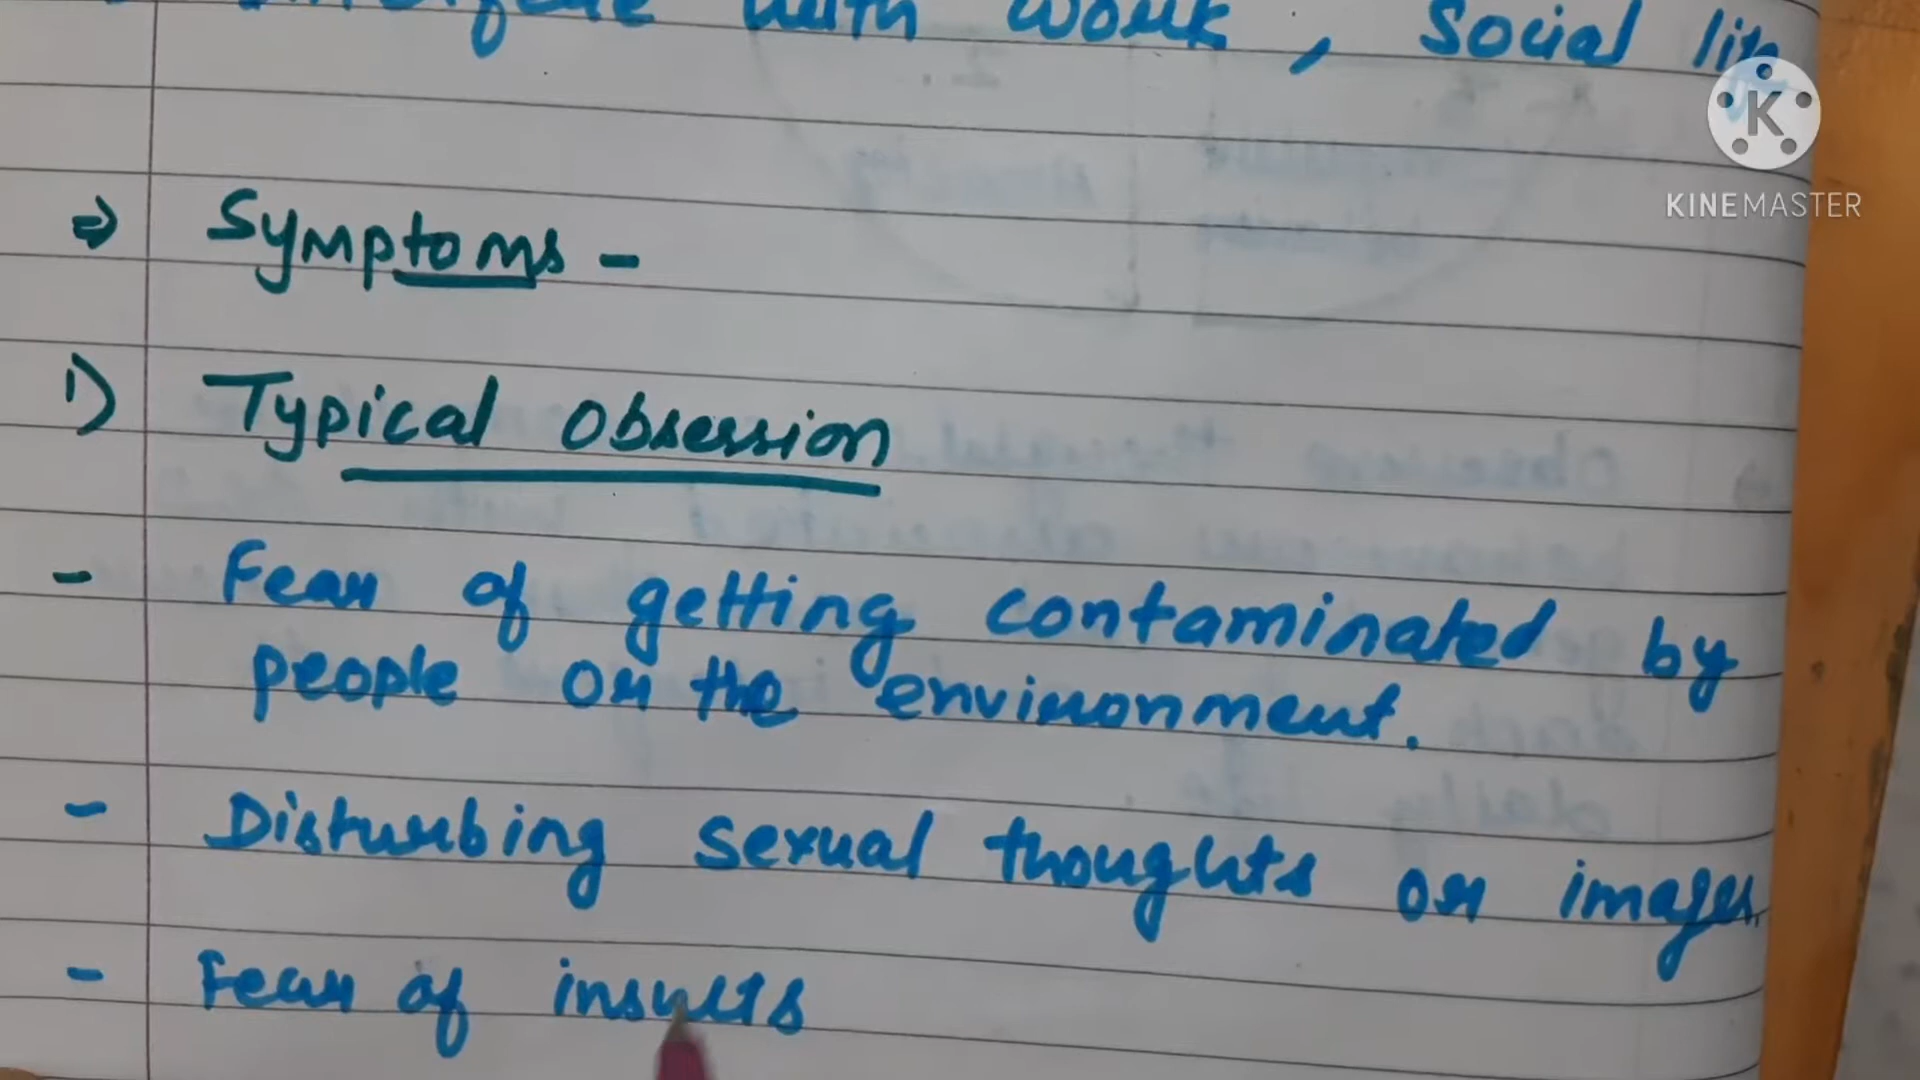 with work, Social life
K
KINEMASTER
⇒ Symptoms -
1) Typical Obsession
- Fear of getting contaminated by
people or the environment.
- Disturbing sexual thoughts or images.
- Fear of insults